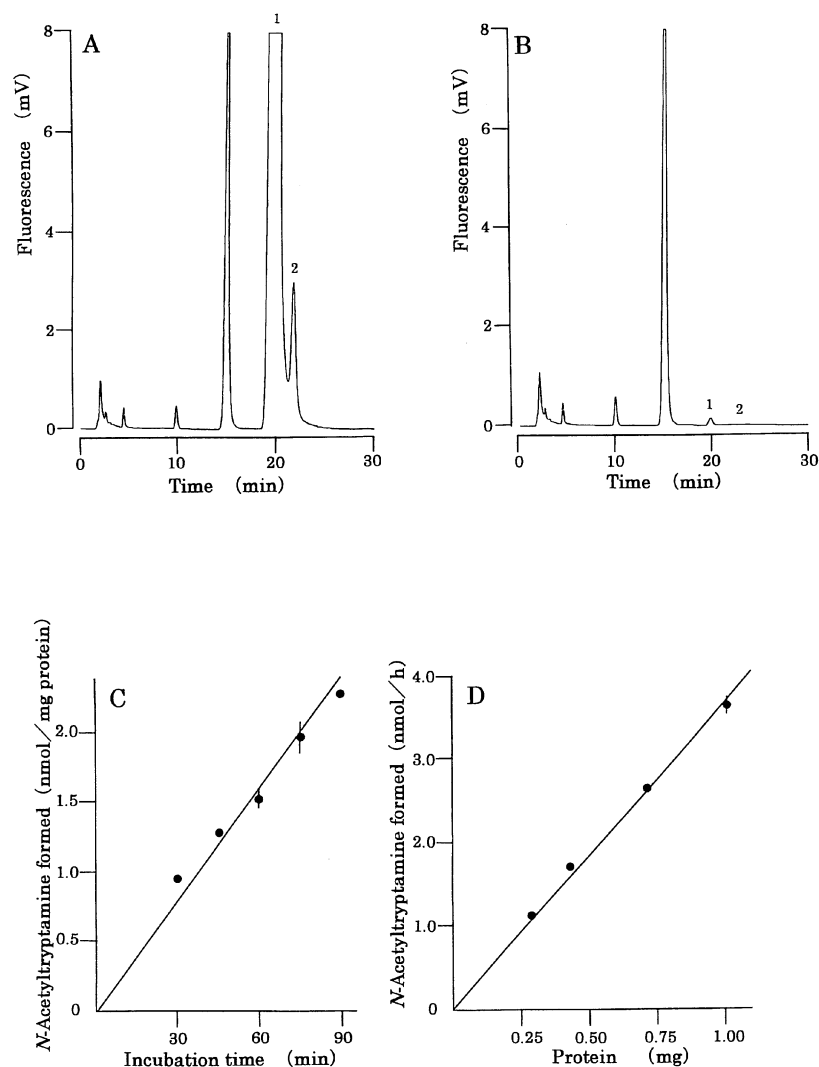 A
1
2
8
6
4
2
0
Fluorescence (mV)
0 10 20 30
Time (min)
B
1
2
8
6
4
2
0
Fluorescence (mV)
0 10 20 30
Time (min)
C
2.0
1.5
1.0
0.5
0
N-Acetyltryptamine formed (nmol/mg protein)
30 60 90
Incubation time (min)
D
4.0
3.0
2.0
1.0
0
N-Acetyltryptamine formed (nmol/h)
0.25 0.50 0.75 1.00
Protein (mg)